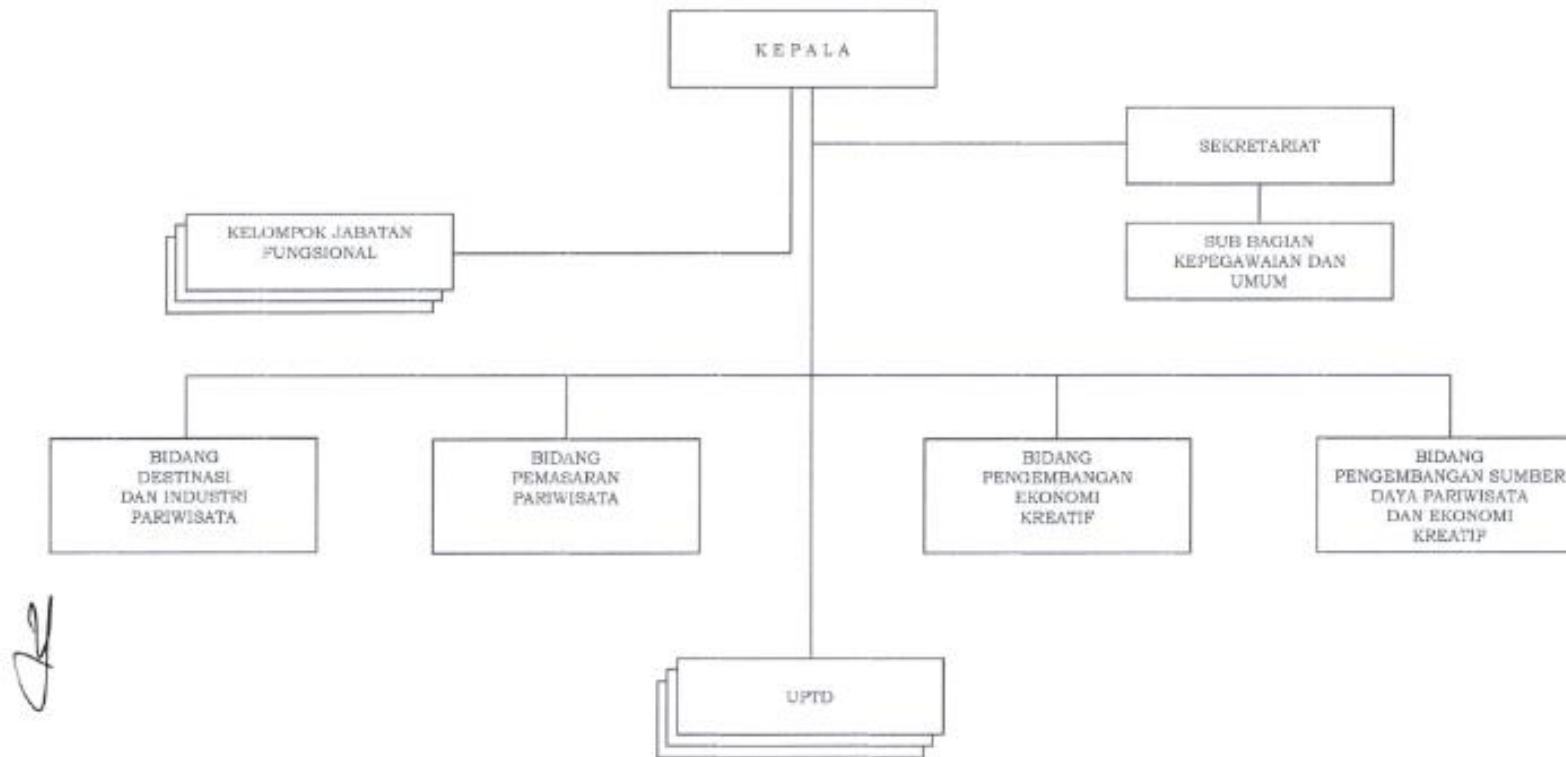 KEPALA
SEKRETARIAT
KELOMPOK JABATAN
FUNGSIONAL
SUB BAGIAN
KEPEGAWAIAN DAN
UMUM
BIDANG
DESTINASI
DAN INDUSTRI
PARIWISATA
BIDANG
PEMASARAN
PARIWISATA
BIDANG
PENGEMBANGAN
EKONOMI
KREATIF
BIDANG
PENGEMBANGAN SUMBER
DAYA PARIWISATA
DAN EKONOMI
KREATIF
UPTD